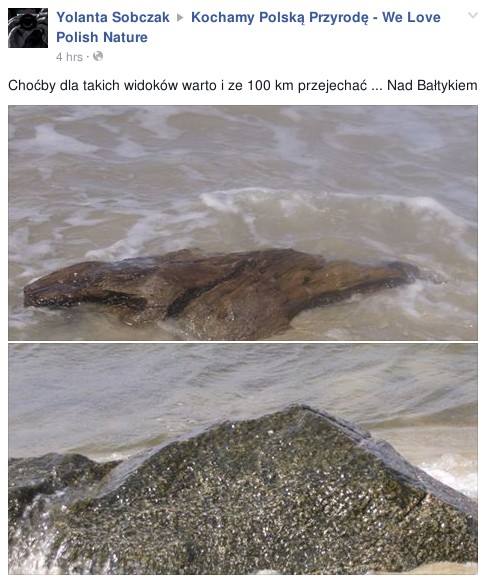 Yolanta Sobczak ▸ Kochamy Polską Przyrodę - We Love
Polish Nature
4 hrs ·
Choćby dla takich widoków warto i ze 100 km przejechać ... Nad Bałtykiem